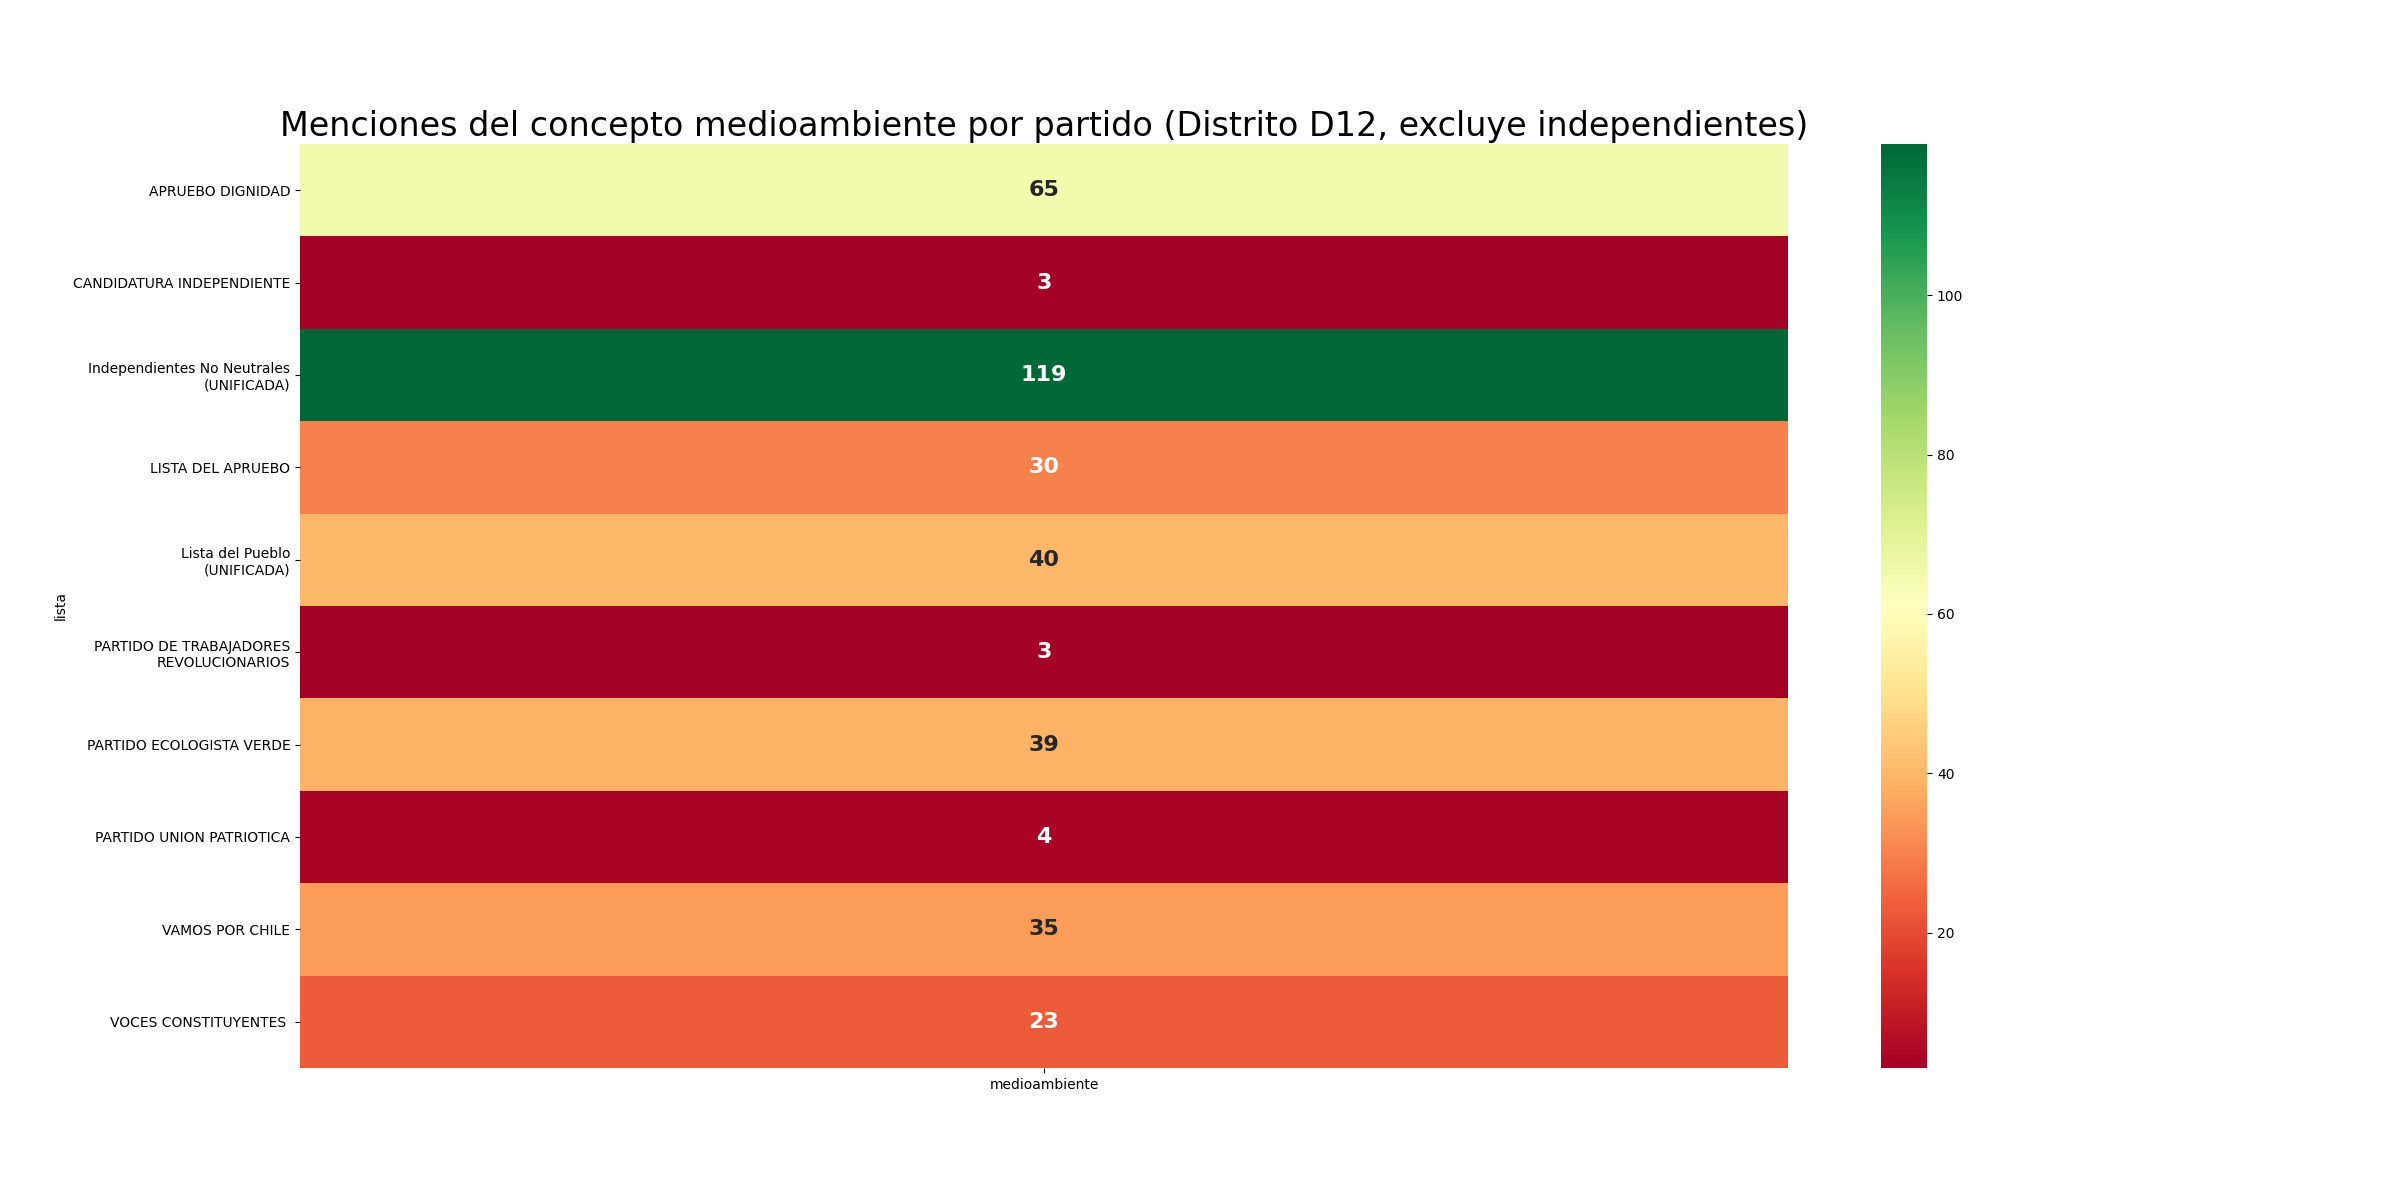 Menciones del concepto medioambiente por partido (Distrito D12, excluye independientes)
APRUEBO DIGNIDAD
65
CANDIDATURA INDEPENDIENTE
3
Independientes No Neutrales
(UNIFICADA)
119
LISTA DEL APRUEBO
30
Lista del Pueblo
(UNIFICADA)
40
PARTIDO DE TRABAJADORES
REVOLUCIONARIOS
3
PARTIDO ECOLOGISTA VERDE
39
PARTIDO UNION PATRIOTICA
4
VAMOS POR CHILE
35
VOCES CONSTITUYENTES
23
lista
medioambiente
100
80
60
40
20